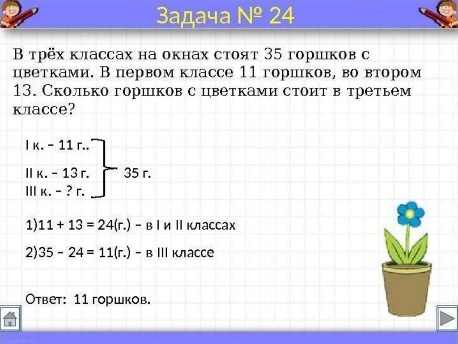 Задача № 24
В трёх классах на окнах стоят 35 горшков с
цветками. В первом классе 11 горшков, во втором
13. Сколько горшков с цветками стоит в третьем
классе?
I к. – 11 г..
II к. – 13 г. 35 г.
III к. – ? г.
1)11 + 13 = 24(г.) – в I и II классах
2)35 – 24 = 11(г.) – в III классе
Ответ: 11 горшков.